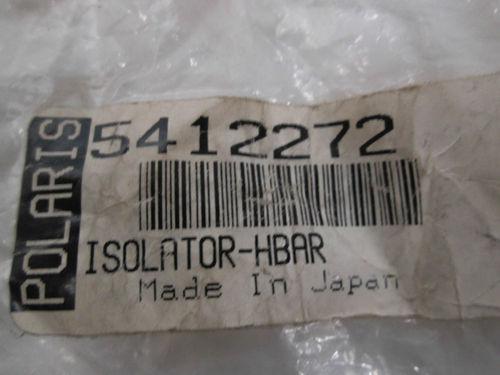 POLARIS
5412272
ISOLATOR-HBAR
Made In Japan